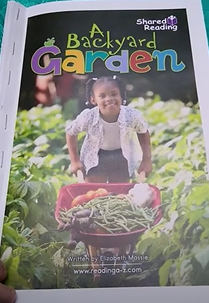 Shared
Reading
A
Backyard
Garden
Written by Elizabeth Massie
www.readinga-z.com